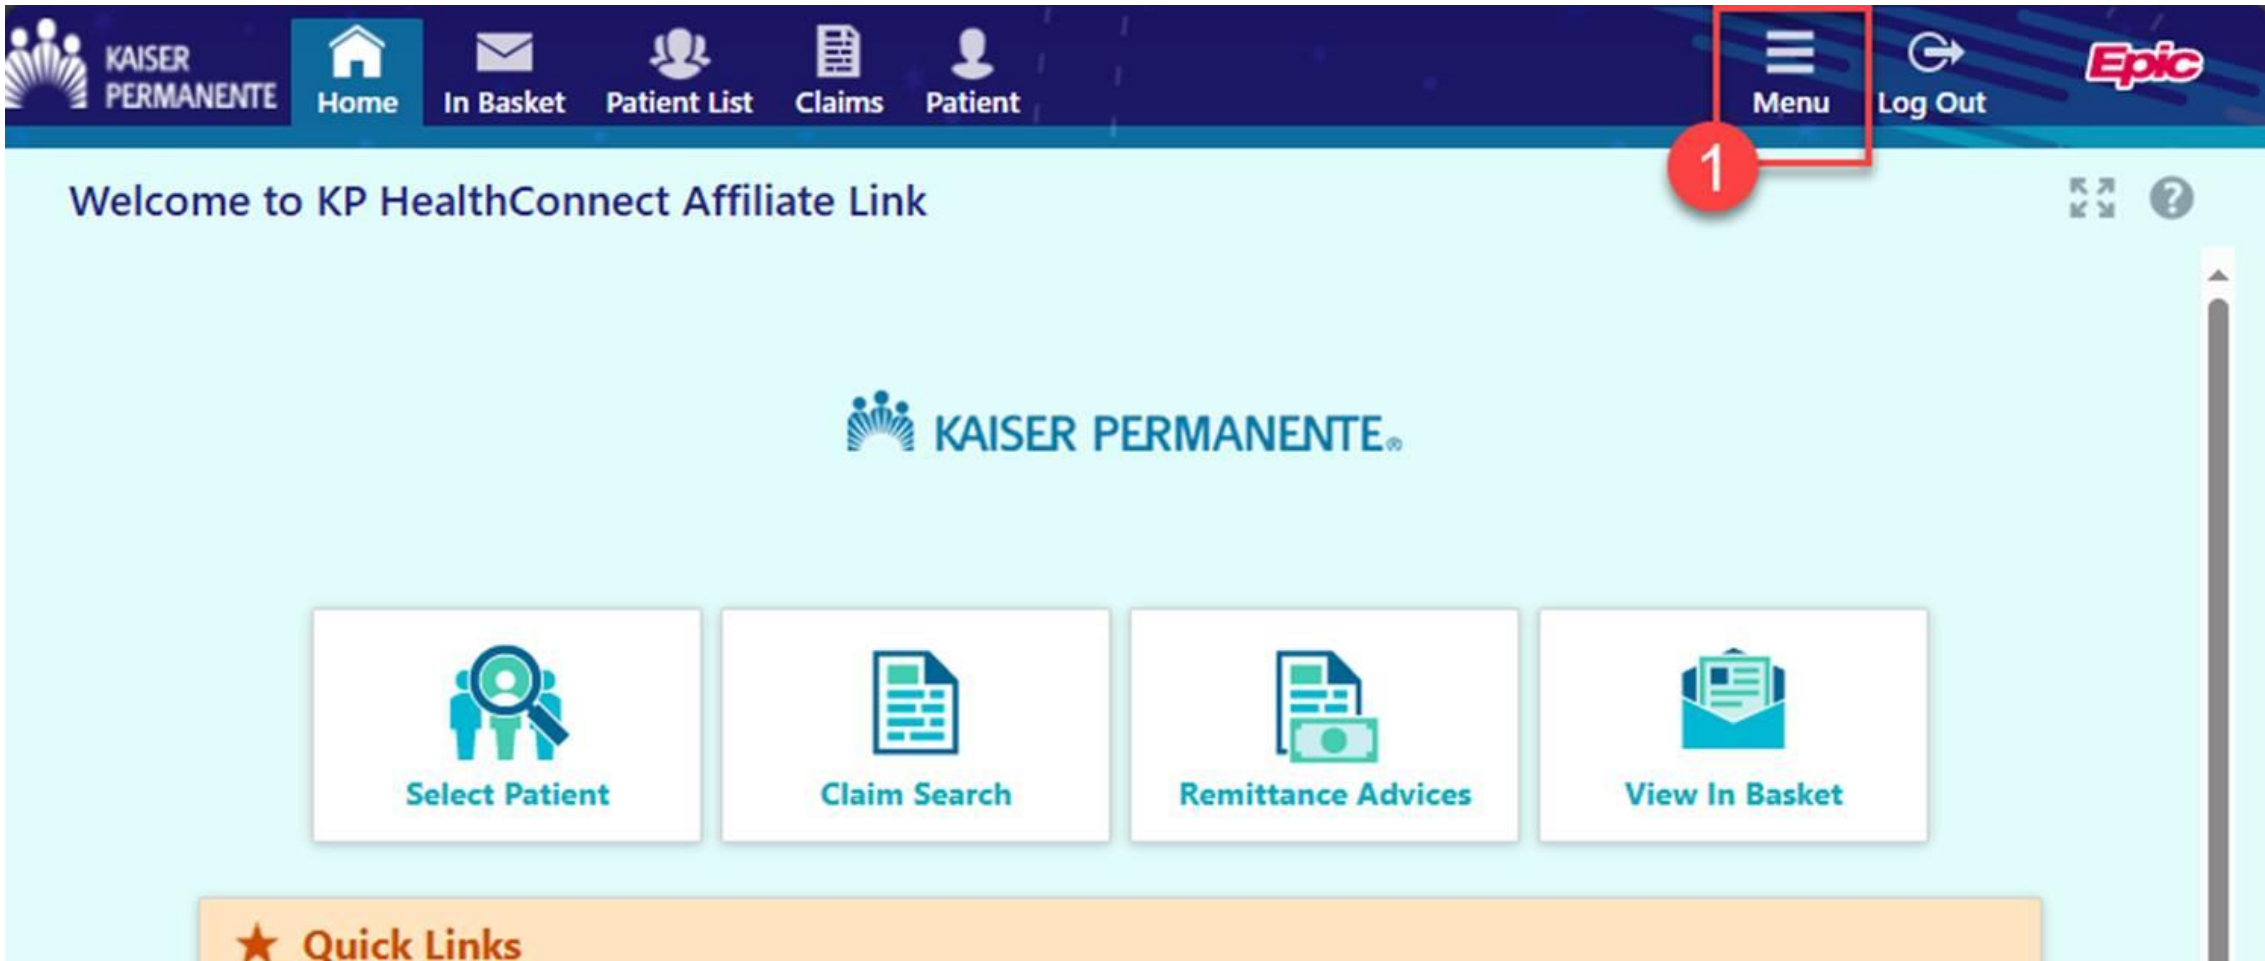 KAISER
PERMANENTE
Home
In Basket
Patient List
Claims
Patient
Menu
Log Out
Epic
1
Welcome to KP HealthConnect Affiliate Link
?
KAISER PERMANENTE®
Select Patient
Claim Search
Remittance Advices
View In Basket
Quick Links